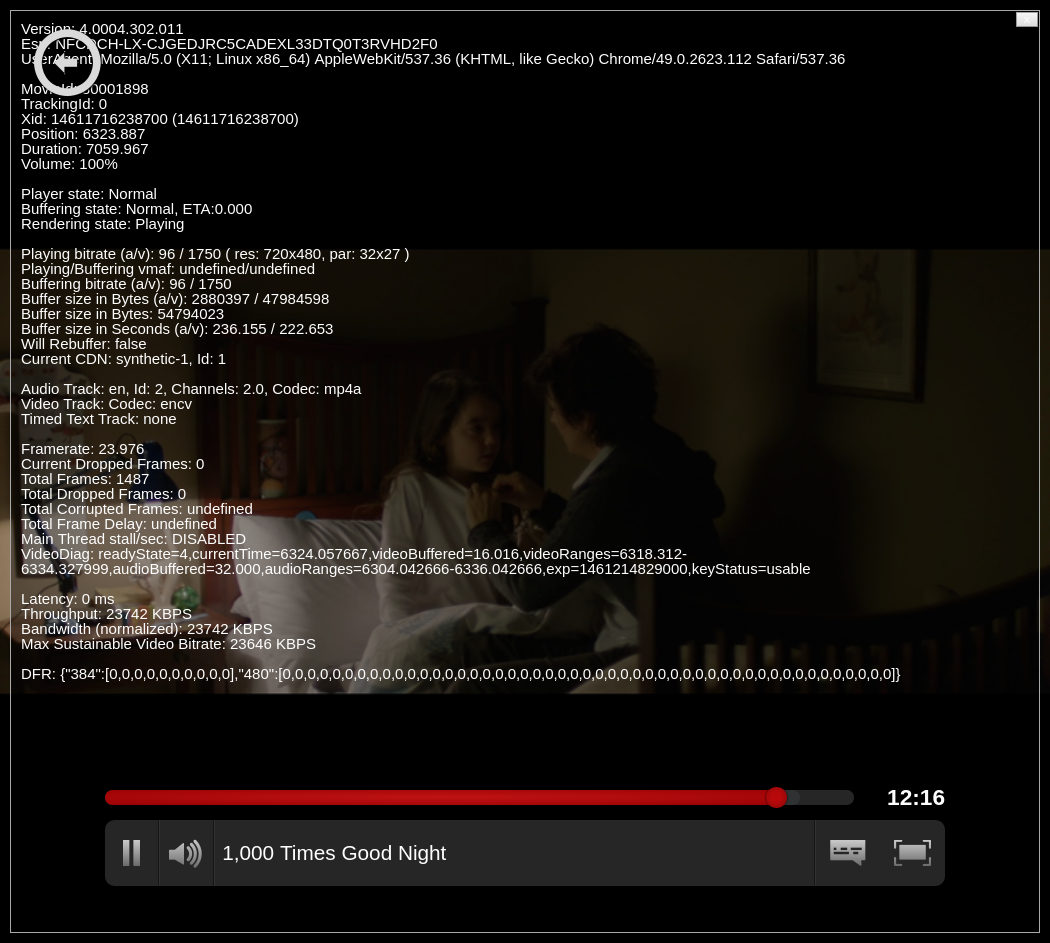 Version: 4.0004.302.011
Esn: NFCDCH-LX-CJGEDJRC5CADEXL33DTQ0T3RVHD2F0
UserAgent: Mozilla/5.0 (X11; Linux x86_64) AppleWebKit/537.36 (KHTML, like Gecko) Chrome/49.0.2623.112 Safari/537.36
MovieId: 80001898
TrackingId: 0
Xid: 14611716238700 (14611716238700)
Position: 6323.887
Duration: 7059.967
Volume: 100%
Player state: Normal
Buffering state: Normal, ETA:0.000
Rendering state: Playing
Playing bitrate (a/v): 96 / 1750 ( res: 720x480, par: 32x27 )
Playing/Buffering vmaf: undefined/undefined
Buffering bitrate (a/v): 96 / 1750
Buffer size in Bytes (a/v): 2880397 / 47984598
Buffer size in Bytes: 54794023
Buffer size in Seconds (a/v): 236.155 / 222.653
Will Rebuffer: false
Current CDN: synthetic-1, Id: 1
Audio Track: en, Id: 2, Channels: 2.0, Codec: mp4a
Video Track: Codec: encv
Timed Text Track: none
Framerate: 23.976
Current Dropped Frames: 0
Total Frames: 1487
Total Dropped Frames: 0
Total Corrupted Frames: undefined
Total Frame Delay: undefined
Main Thread stall/sec: DISABLED
VideoDiag: readyState=4,currentTime=6324.057667,videoBuffered=16.016,videoRanges=6318.312-
6334.327999,audioBuffered=32.000,audioRanges=6304.042666-6336.042666,exp=1461214829000,keyStatus=usable
Latency: 0 ms
Throughput: 23742 KBPS
Bandwidth (normalized): 23742 KBPS
Max Sustainable Video Bitrate: 23646 KBPS
DFR: {"384":[0,0,0,0,0,0,0,0,0,0],"480":[0,0,0,0,0,0,0,0,0,0,0,0,0,0,0,0,0,0,0,0,0,0,0,0,0,0,0,0,0,0,0,0,0,0,0,0,0,0,0,0,0,0,0,0,0,0,0,0,0]}
12:16
1,000 Times Good Night